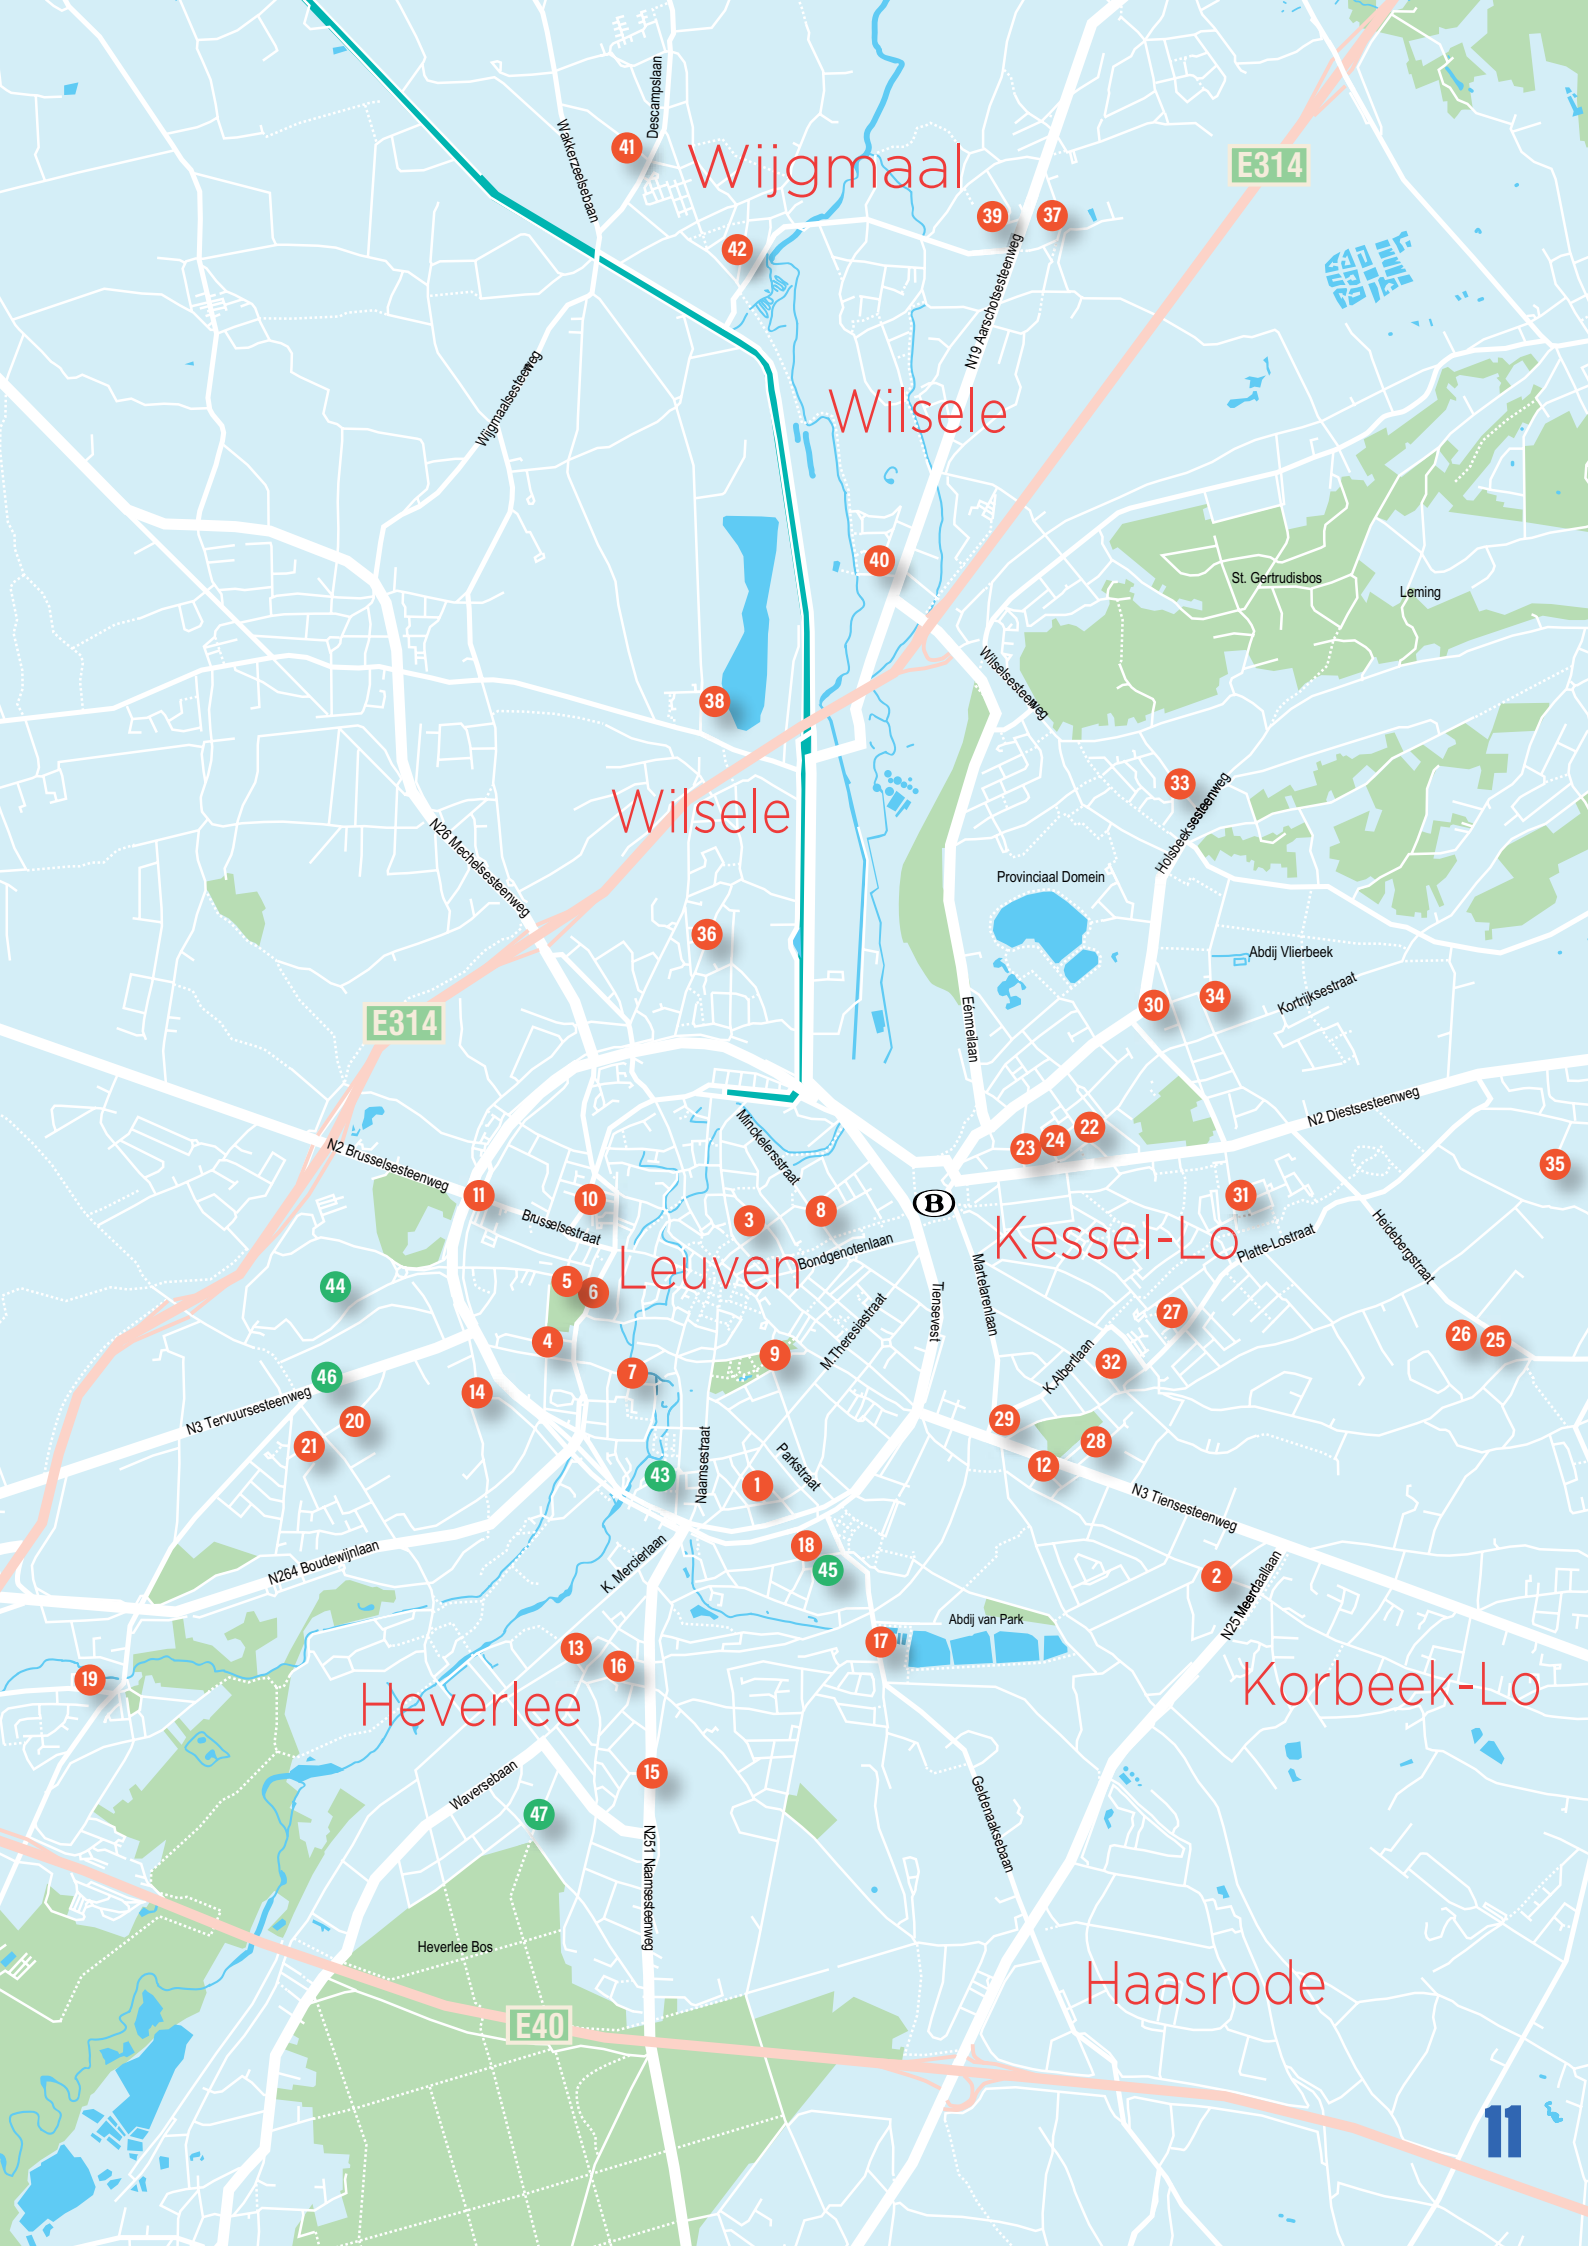 Descampslaan
Wakkerzeelsebaan
41
Wijgmaal
E314
39
37
42
N19 Aarschotsesteenweg
Wijgmaalsesteenweg
Wilsele
40
St. Gertrudisbos
Leming
Wilselsesteenweg
38
33
Wilsele
Holsbeeksesteenweg
N26 Mechelsesteenweg
Provinciaal Domein
36
Abdij Vlierbeek
34
30
Kortrijksestraat
E314
Eénmeilaan
N2 Diestsesteenweg
Minckelersstraat
22
24
23
N2 Brusselsesteenweg
35
11
10
31
B
8
3
Brusselsestraat
Kessel-Lo
Platte-Lostraat
Heidebergstraat
Bondgenotenlaan
Leuven
5
6
44
Martelarenlaan
Tiensevest
27
M.Theresiastraat
26
25
4
9
32
K.Albertlaan
7
46
14
N3 Tervuursesteenweg
20
29
21
28
12
Naamsestraat
Parkstraat
43
1
N3 Tiensesteenweg
18
45
N264 Boudewijnlaan
K. Mercierlaan
2
N25 Meerdaallaan
Abdij van Park
17
13
16
19
Korbeek-Lo
Heverlee
15
Waversebaan
47
Geldenaaksebaan
N251 Naamsesteenweg
Heverlee Bos
Haasrode
E40
11